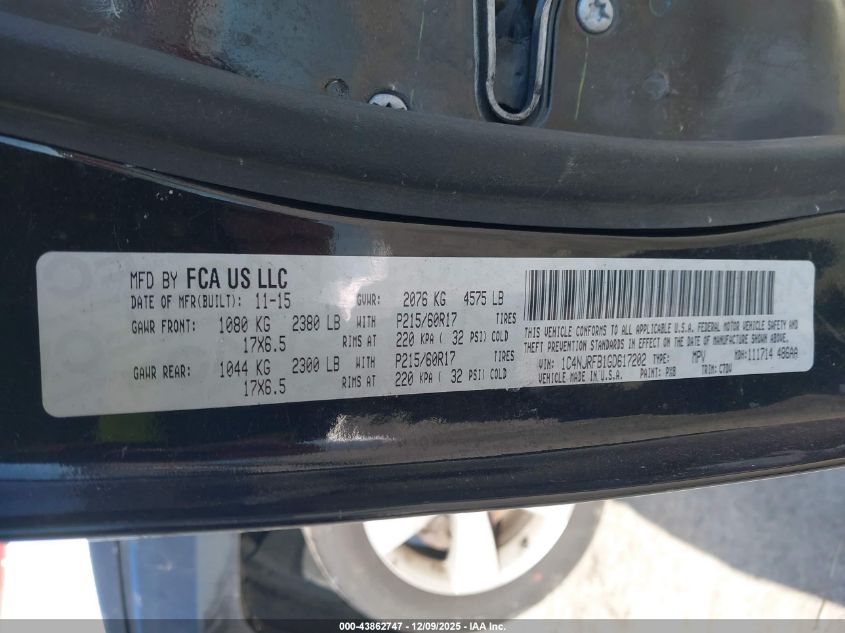 MFD BY FCA US LLC
DATE OF MFR(BUILT): 11-15 GVWR: 2076 KG 4575 LB
GAWR FRONT: 1080 KG 2380 LB WITH P215/60R17 TIRES
17X6.5 RIMS AT 220 KPA ( 32 PSI) COLD
GAWR REAR: 1044 KG 2300 LB WITH P215/60R17 TIRES
17X6.5 RIMS AT 220 KPA ( 32 PSI) COLD
THIS VEHICLE CONFORMS TO ALL APPLICABLE U.S.A. FEDERAL MOTOR VEHICLE SAFETY AND
THEFT PREVENTION STANDARDS IN EFFECT ON THE DATE OF MANUFACTURE SHOWN ABOVE.
VIN: 1C4NJRFB1GD617202 TYPE: MPV MDH: 111714 486AA
VEHICLE MADE IN U.S.A. PAINT: PXB TRIM: C7DV
000-43862747 | 12/09/2025 - IAA Inc.